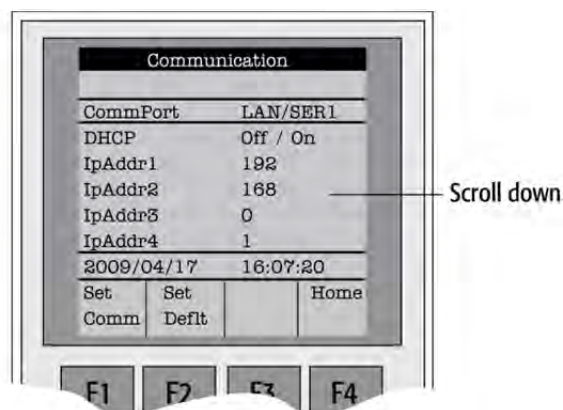 Communication
CommPort LAN/SER1
DHCP Off / On
IpAddr1 192
IpAddr2 168
Scroll down
IpAddr3 0
IpAddr4 1
2009/04/17 16:07:20
Set Set Home
Comm Deflt
F1 F2 F3 F4